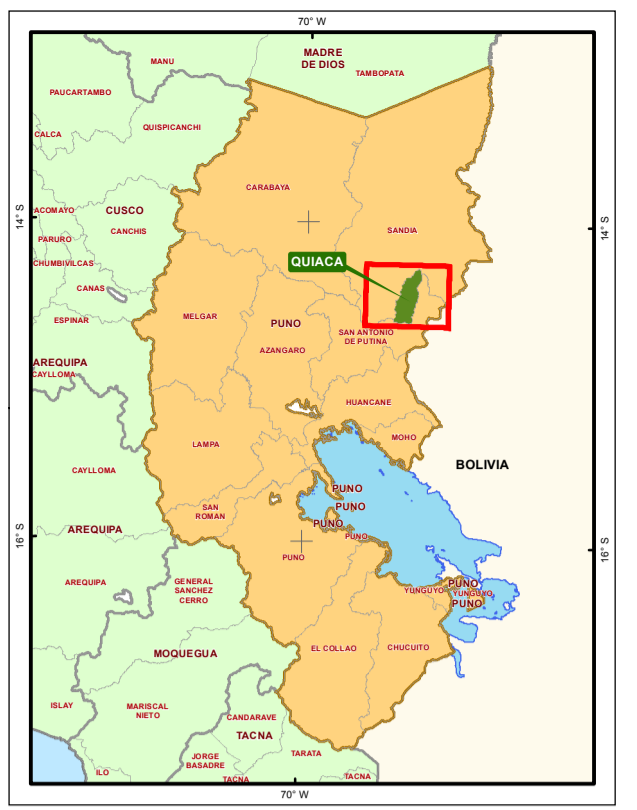 70° W
MADRE
DE DIOS
MANU
TAMBOPATA
PAUCARTAMBO
QUISPICANCHI
CALCA
CARABAYA
ACOMAYO
CUSCO
14° S
14° S
CANCHIS
SANDIA
PARURO
CHUMBIVILCAS
QUIACA
CANAS
MELGAR
ESPINAR
PUNO
SAN ANTONIO
DE PUTINA
AZANGARO
AREQUIPA
CAYLLOMA
HUANCANE
MOHO
LAMPA
BOLIVIA
CAYLLOMA
PUNO
SAN
ROMAN
PUNO
PUNO
AREQUIPA
PUNO
16° S
16° S
PUNO
AREQUIPA
GENERAL
SANCHEZ
CERRO
PUNO
YUNGUYO
YUNGUYO
PUNO
MOQUEGUA
EL COLLAO
CHUCUITO
ISLAY
MARISCAL
NIETO
CANDARAVE
TACNA
JORGE
BASADRE
TARATA
ILO
TACNA
TACNA
70° W